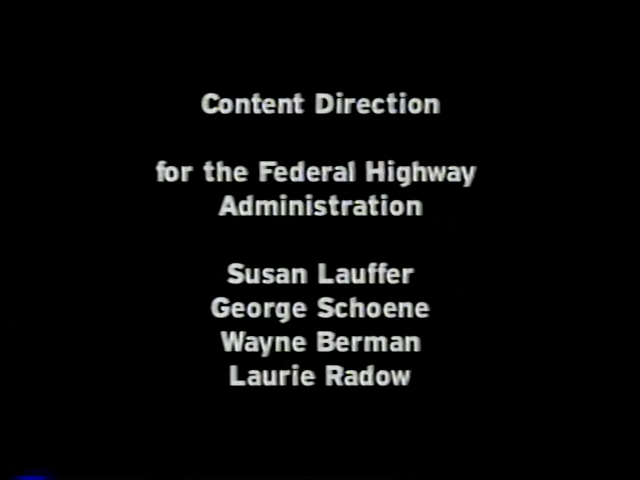 Content Direction
for the Federal Highway
Administration
Susan Lauffer
George Schoene
Wayne Berman
Laurie Radow